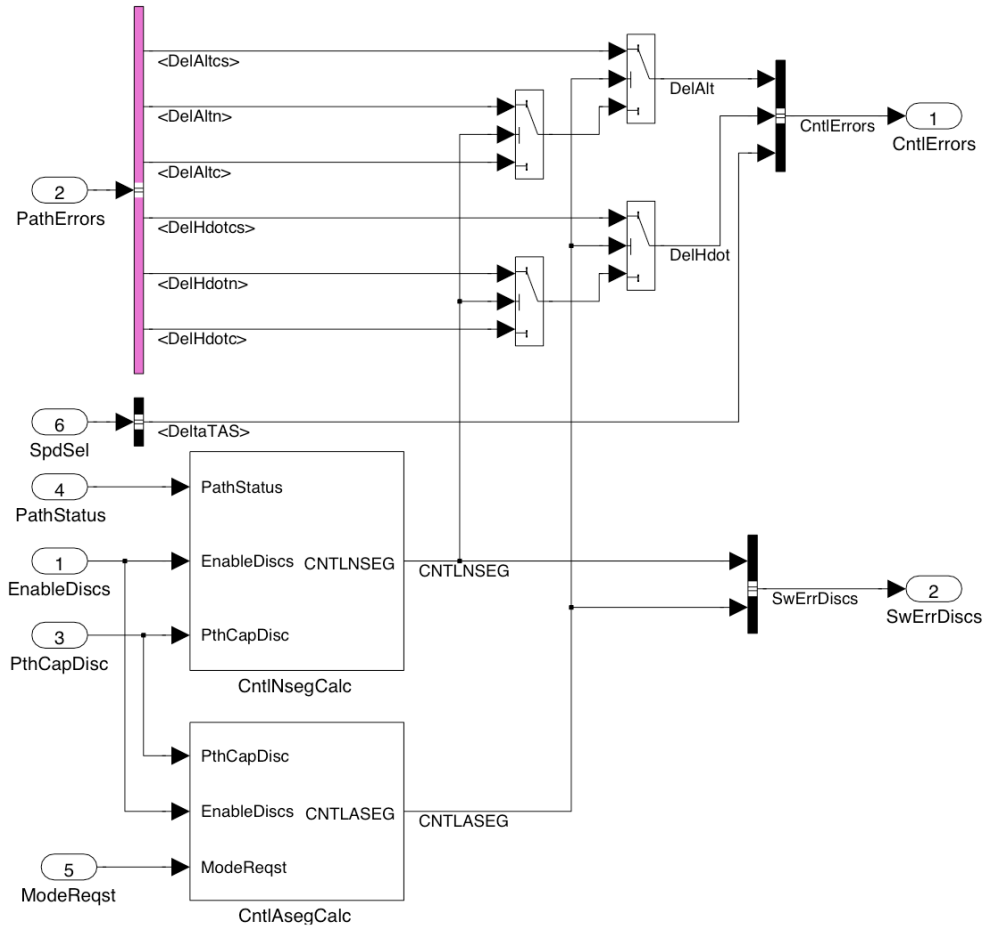 <DelAltcs>
DelAlt
<DelAltn>
CntlErrors
1
CntlErrors
<DelAltc>
2
PathErrors
<DelHdotcs>
DelHdot
<DelHdotn>
<DelHdotc>
6
SpdSel
<DeltaTAS>
4
PathStatus
PathStatus
1
EnableDiscs
EnableDiscs
CNTLNSEG
CNTLNSEG
3
PthCapDisc
PthCapDisc
CntlNsegCalc
SwErrDiscs
2
SwErrDiscs
PthCapDisc
EnableDiscs
CNTLASEG
CNTLASEG
5
ModeReqst
ModeReqst
CntlAsegCalc